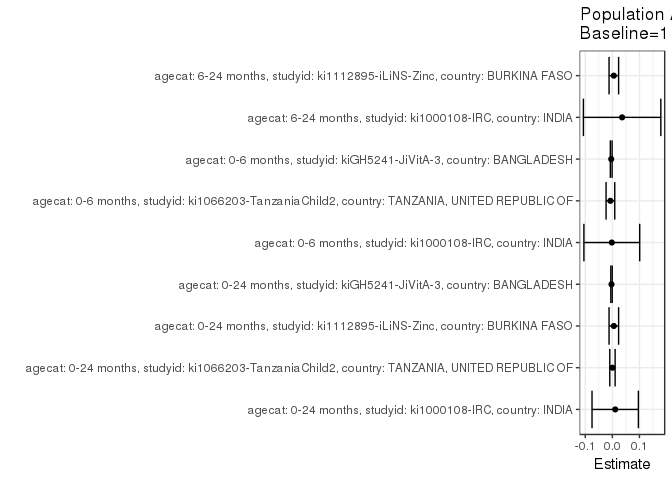 Population
Baseline=1
agecat: 6-24 months, studyid: ki1112895-iLiNS-Zinc, country: BURKINA FASO
agecat: 6-24 months, studyid: ki1000108-IRC, country: INDIA
agecat: 0-6 months, studyid: kiGH5241-JiVitA-3, country: BANGLADESH
agecat: 0-6 months, studyid: ki1066203-TanzaniaChild2, country: TANZANIA, UNITED REPUBLIC OF
agecat: 0-6 months, studyid: ki1000108-IRC, country: INDIA
agecat: 0-24 months, studyid: kiGH5241-JiVitA-3, country: BANGLADESH
agecat: 0-24 months, studyid: ki1112895-iLiNS-Zinc, country: BURKINA FASO
agecat: 0-24 months, studyid: ki1066203-TanzaniaChild2, country: TANZANIA, UNITED REPUBLIC OF
agecat: 0-24 months, studyid: ki1000108-IRC, country: INDIA
-0.1 0.0 0.1
Estimate